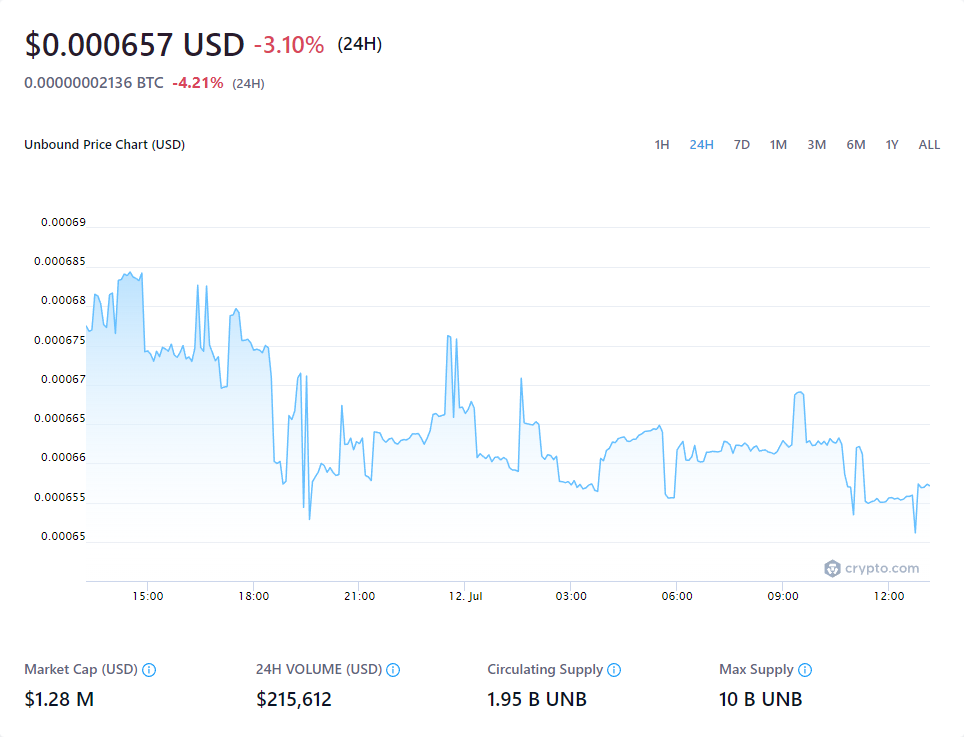 $0.000657 USD -3.10% (24H)
0.00000002136 BTC -4.21% (24H)
Unbound Price Chart (USD) 1H 24H 7D 1M 3M 6M 1Y ALL
0.00069
0.000685
0.00068
0.000675
0.00067
0.000665
0.00066
0.000655
0.00065
crypto.com
15:00 18:00 21:00 12. Jul 03:00 06:00 09:00 12:00
Market Cap (USD) 24H VOLUME (USD) Circulating Supply Max Supply
$1.28 M $215,612 1.95 B UNB 10 B UNB